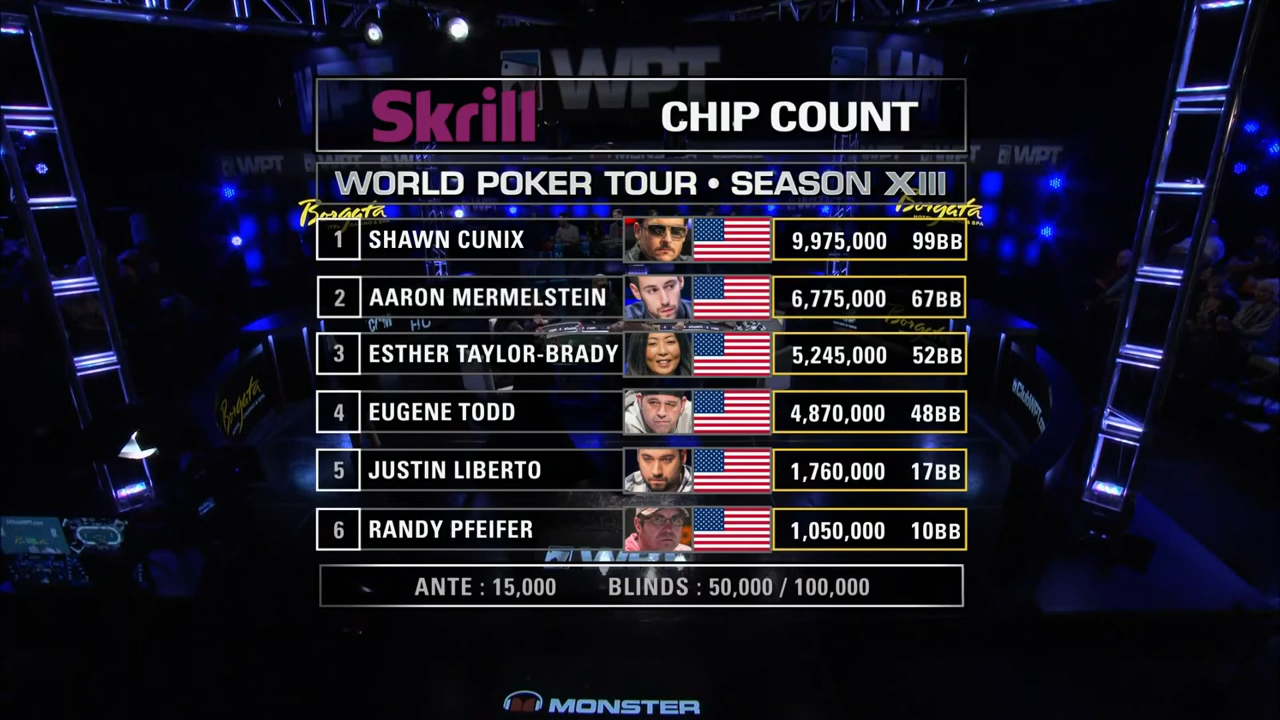 WPT
Skrill CHIP COUNT
WORLD POKER TOUR • SEASON XIII
Borgata Borgata
1 SHAWN CUNIX 9,975,000 99BB
2 AARON MERMELSTEIN 6,775,000 67BB
3 ESTHER TAYLOR-BRADY 5,245,000 52BB
4 EUGENE TODD 4,870,000 48BB
5 JUSTIN LIBERTO 1,760,000 17BB
6 RANDY PFEIFER 1,050,000 10BB
ANTE : 15,000 BLINDS : 50,000 / 100,000
MONSTER